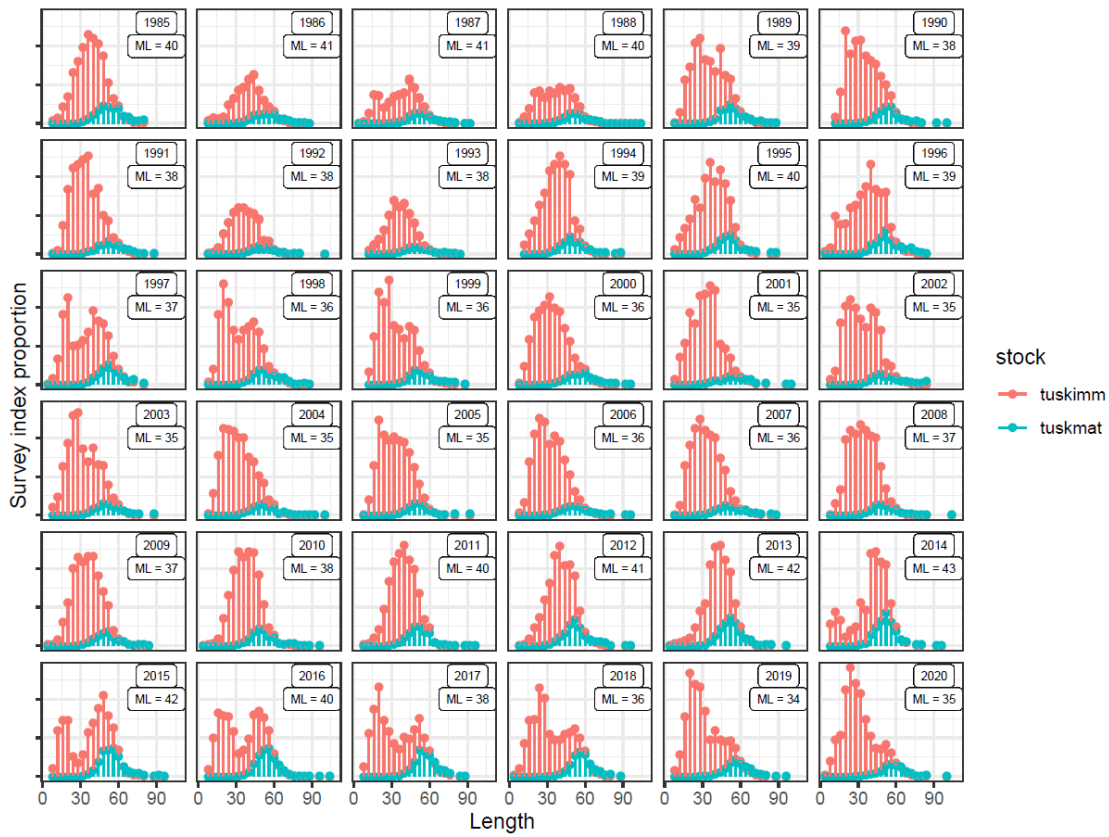 1985 1986 1987 1988 1989 1990
ML = 40 ML = 41 ML = 41 ML = 40 ML = 39 ML = 38
1991 1992 1993 1994 1995 1996
ML = 38 ML = 38 ML = 38 ML = 39 ML = 40 ML = 39
1997 1998 1999 2000 2001 2002
ML = 37 ML = 36 ML = 36 ML = 36 ML = 35 ML = 35
2003 2004 2005 2006 2007 2008
ML = 35 ML = 35 ML = 35 ML = 36 ML = 36 ML = 37
2009 2010 2011 2012 2013 2014
ML = 37 ML = 38 ML = 40 ML = 41 ML = 42 ML = 43
2015 2016 2017 2018 2019 2020
ML = 42 ML = 40 ML = 38 ML = 36 ML = 34 ML = 35
0 30 60 90 0 30 60 90 0 30 60 90 0 30 60 90 0 30 60 90 0 30 60 90
Length
Survey index proportion
stock
tuskimm
tuskmat